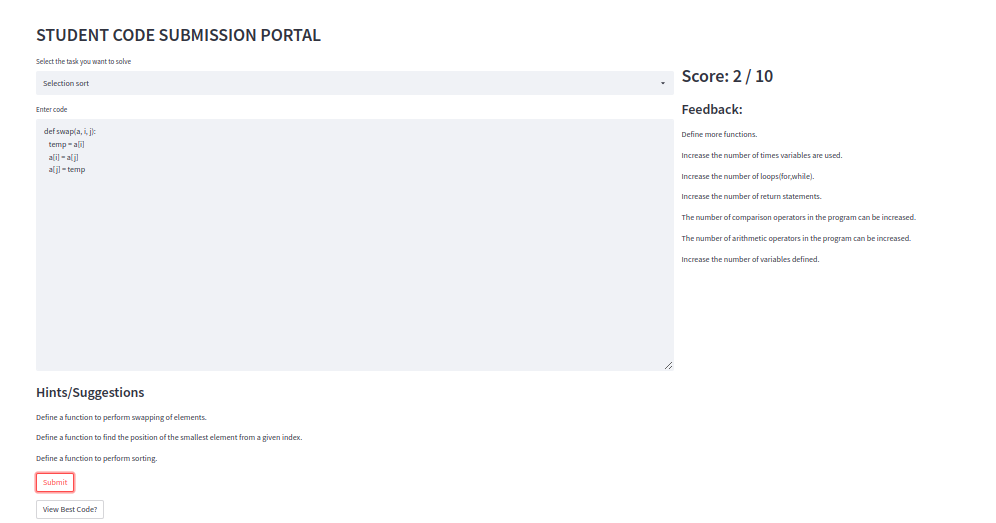 STUDENT CODE SUBMISSION PORTAL
Select the task you want to solve
Selection sort
Enter code
def swap(a, i, j):
temp = a[i]
a[i] = a[j]
a[j] = temp
Score: 2 / 10
Feedback:
Define more functions.
Increase the number of times variables are used.
Increase the number of loops(for,while).
Increase the number of return statements.
The number of comparison operators in the program can be increased.
The number of arithmetic operators in the program can be increased.
Increase the number of variables defined.
Hints/Suggestions
Define a function to perform swapping of elements.
Define a function to find the position of the smallest element from a given index.
Define a function to perform sorting.
Submit
View Best Code?